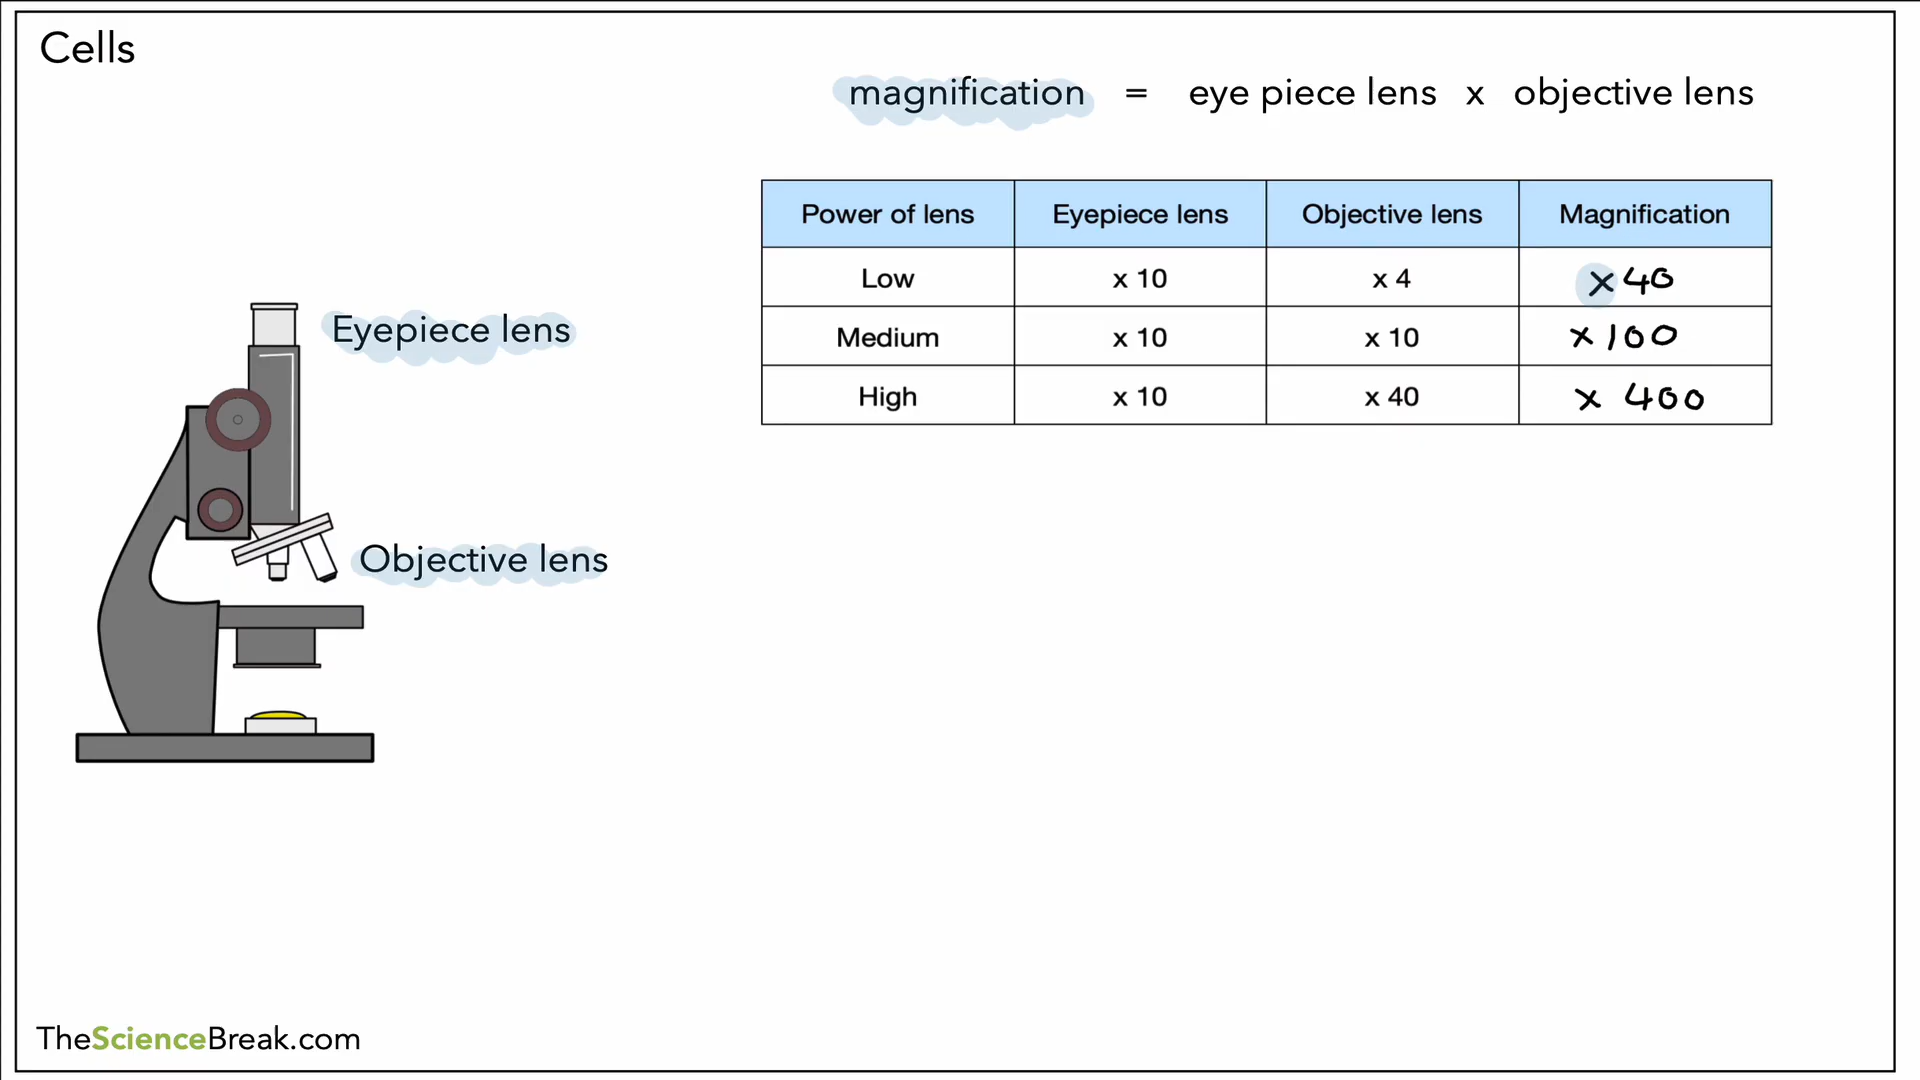 Cells
magnification = eye piece lens x objective lens
Power of lens Eyepiece lens Objective lens Magnification
Low x 10 x 4 x 40
Medium x 10 x 10 x 100
High x 10 x 40 x 400
Eyepiece lens
Objective lens
TheScienceBreak.com